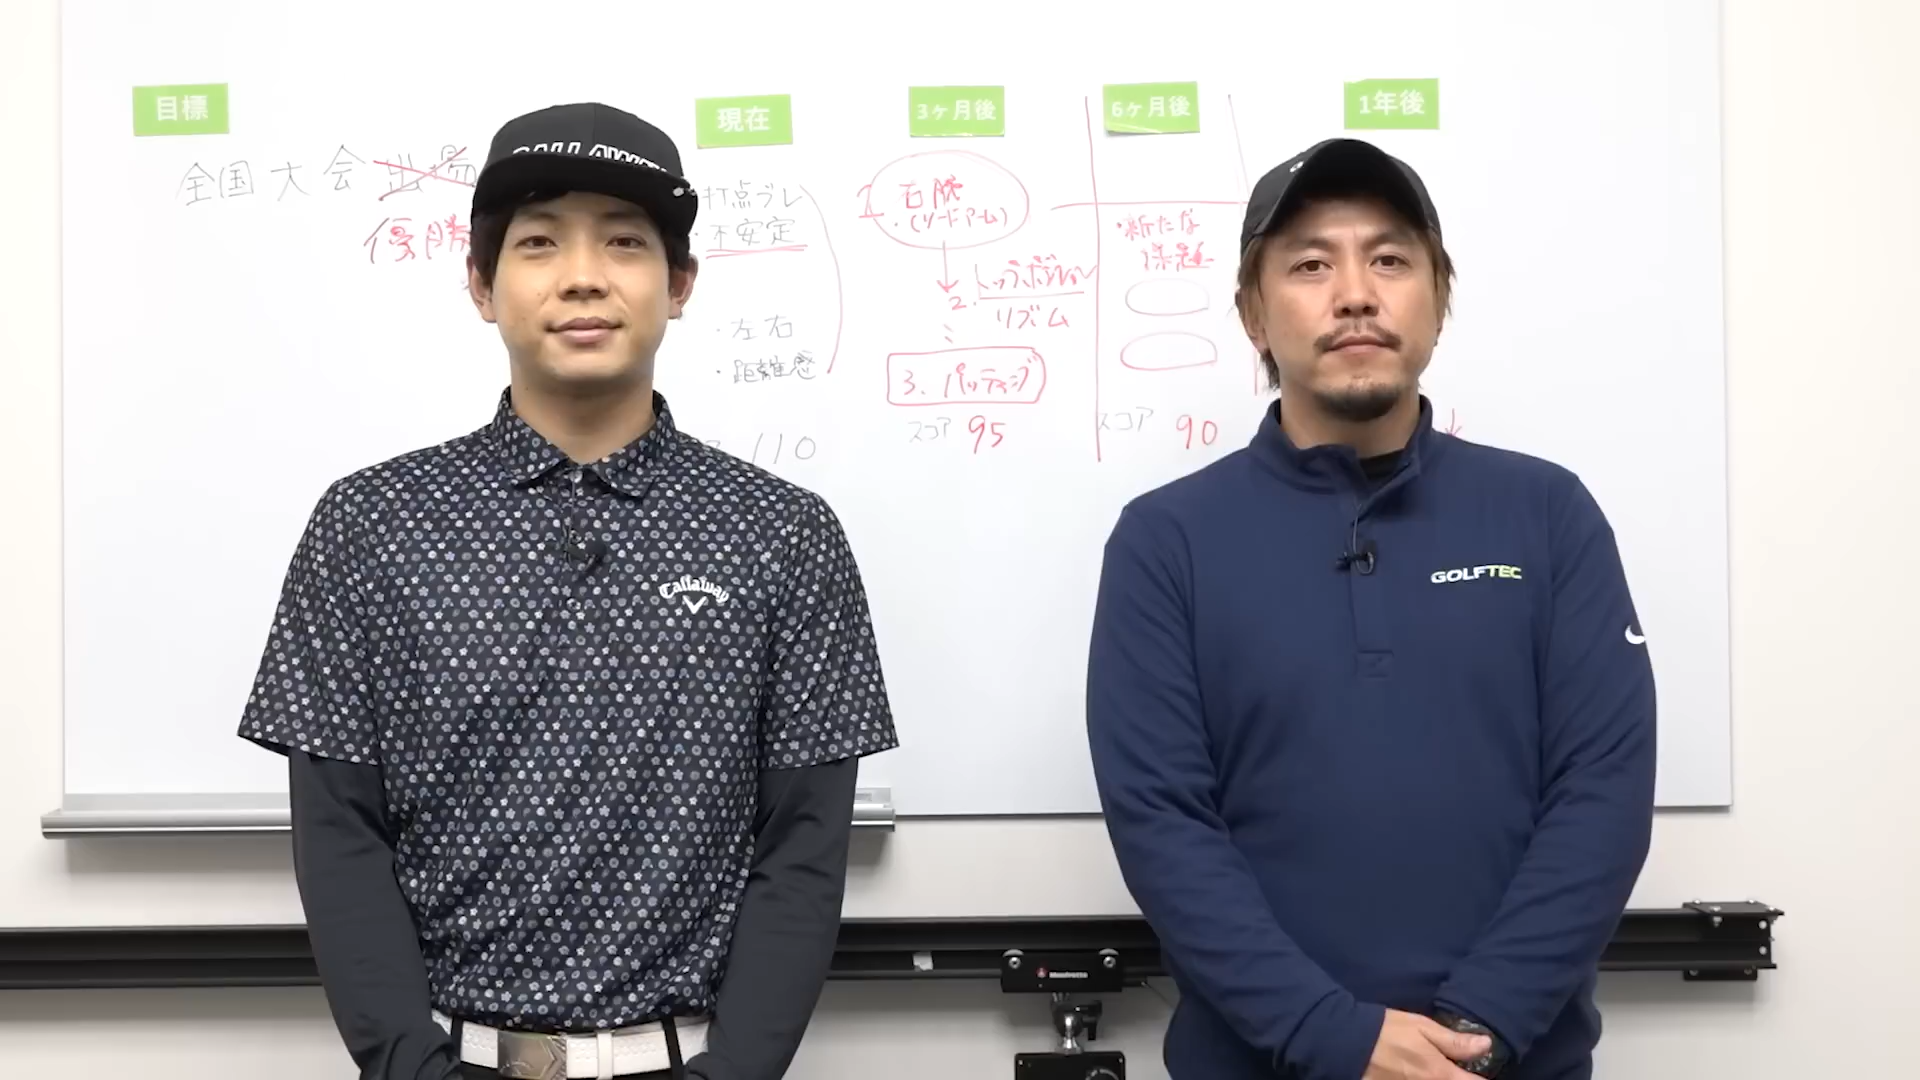 目標
現在
3ヶ月後
6ヶ月後
1年後
全国大会出場
優勝
打点ブレ
・不安定
・左右
・距離感
110
1. 右腕
・(リードアーム)
2. トップポジション
リズム
3. パッティング
スコア 95
・新たな
課題
スコア 90
CALLAWAY
Callaway
GOLFTEC
Manfrotto